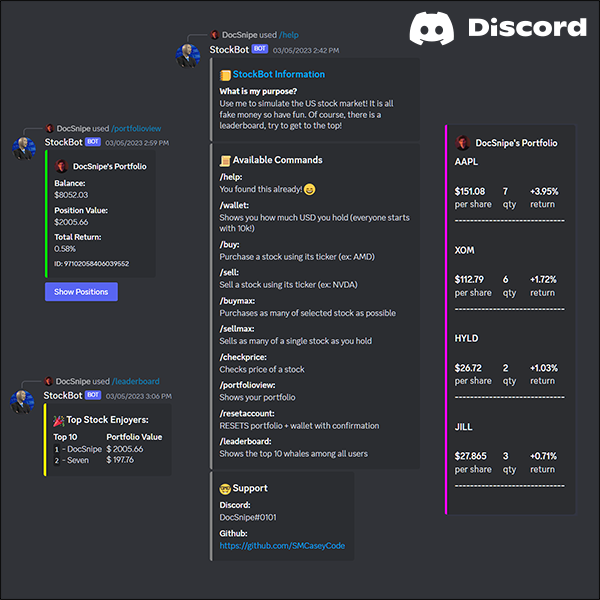 Discord
DocSnipe used /help
StockBot BOT 03/05/2023 2:42 PM
StockBot Information
What is my purpose?
Use me to simulate the US stock market! It is all
fake money so have fun. Of course, there is a
leaderboard, try to get to the top!
Available Commands
/help:
You found this already!
/wallet:
Shows you how much USD you hold (everyone starts
with 10k!)
/buy:
Purchase a stock using its ticker (ex: AMD)
/sell:
Sell a stock using its ticker (ex: NVDA)
/buymax:
Purchases as many of selected stock as possible
/sellmax:
Sells as many of a single stock as you hold
/checkprice:
Checks price of a stock
/portfolioview:
Shows your portfolio
/resetaccount:
RESETS portfolio + wallet with confirmation
/leaderboard:
Shows the top 10 whales among all users
Support
Discord:
DocSnipe#0101
Github:
https://github.com/SMCaseyCode
DocSnipe used /portfolioview
StockBot BOT 03/05/2023 2:59 PM
DocSnipe's Portfolio
Balance:
$8052.03
Position Value:
$2005.66
Total Return:
0.58%
ID: 97102058406039552
Show Positions
DocSnipe used /leaderboard
StockBot BOT 03/05/2023 3:06 PM
Top Stock Enjoyers:
Top 10 Portfolio Value
1 - DocSnipe $ 2005.66
2 - Seven $ 197.76
DocSnipe's Portfolio
AAPL
$151.08 7 +3.95%
per share qty return
------------------------------
XOM
$112.79 6 +1.72%
per share qty return
------------------------------
HYLD
$26.72 2 +1.03%
per share qty return
------------------------------
JILL
$27.865 3 +0.71%
per share qty return
------------------------------